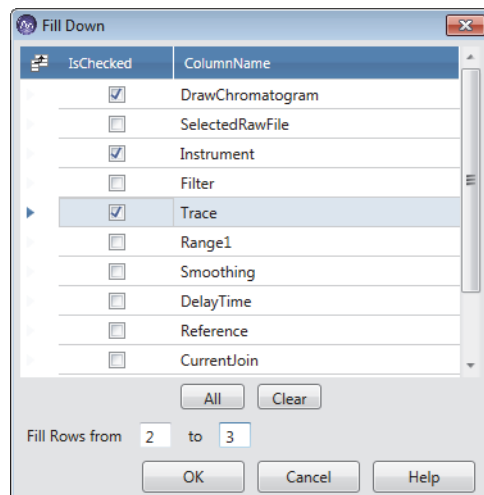 Fill Down
IsChecked ColumnName
DrawChromatogram
SelectedRawFile
Instrument
Filter
Trace
Range1
Smoothing
DelayTime
Reference
CurrentJoin
All Clear
Fill Rows from 2 to 3
OK Cancel Help